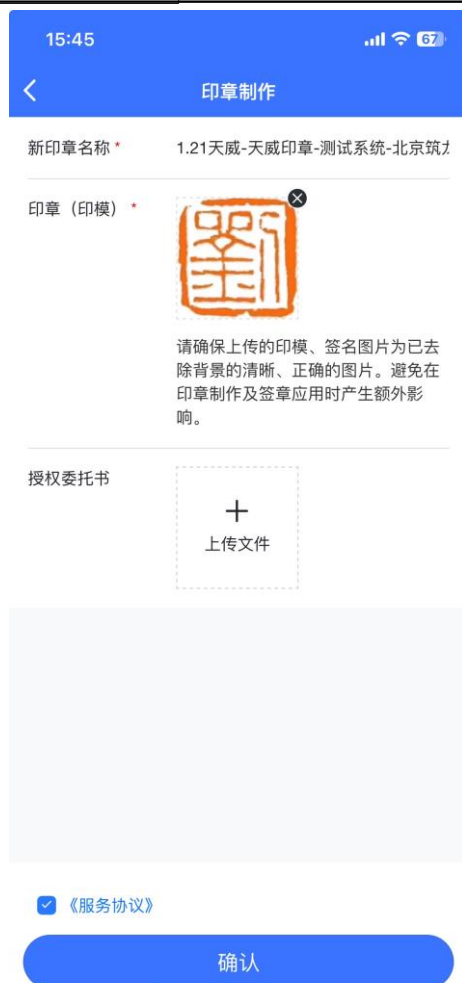 15:45
67
印章制作
新印章名称 *
1.21天威-天威印章-测试系统-北京筑龙
印章（印模） *
劉
请确保上传的印模、签名图片为已去
除背景的清晰、正确的图片。避免在
印章制作及签章应用时产生额外影
响。
授权委托书
上传文件
《服务协议》
确认